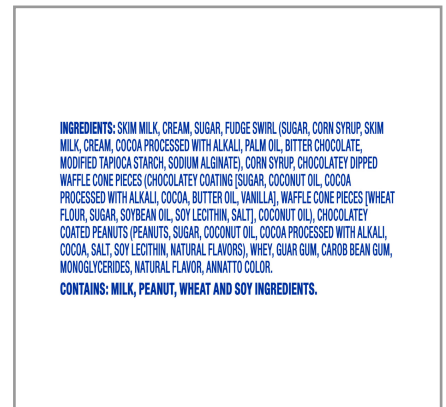 INGREDIENTS: SKIM MILK, CREAM, SUGAR, FUDGE SWIRL (SUGAR, CORN SYRUP, SKIM
MILK, CREAM, COCOA PROCESSED WITH ALKALI, PALM OIL, BITTER CHOCOLATE,
MODIFIED TAPIOCA STARCH, SODIUM ALGINATE), CORN SYRUP, CHOCOLATEY DIPPED
WAFFLE CONE PIECES (CHOCOLATEY COATING [SUGAR, COCONUT OIL, COCOA
PROCESSED WITH ALKALI, COCOA, BUTTER OIL, VANILLA], WAFFLE CONE PIECES [WHEAT
FLOUR, SUGAR, SOYBEAN OIL, SOY LECITHIN, SALT], COCONUT OIL), CHOCOLATEY
COATED PEANUTS (PEANUTS, SUGAR, COCONUT OIL, COCOA PROCESSED WITH ALKALI,
COCOA, SALT, SOY LECITHIN, NATURAL FLAVORS), WHEY, GUAR GUM, CAROB BEAN GUM,
MONOGLYCERIDES, NATURAL FLAVOR, ANNATTO COLOR.
CONTAINS: MILK, PEANUT, WHEAT AND SOY INGREDIENTS.